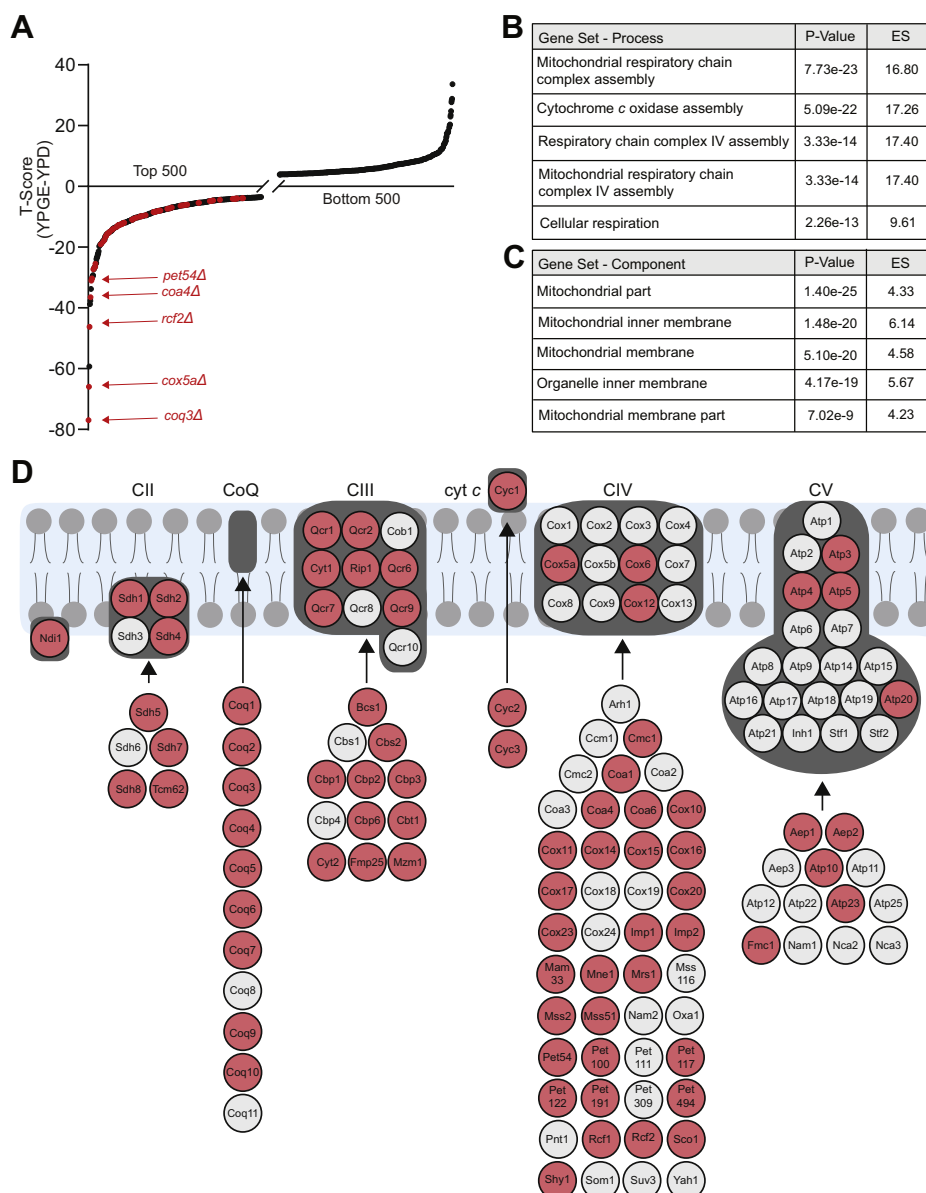 A
40
20
0
-20
-40
-60
-80
T-Score
(YPGE-YPD)
Top 500
Bottom 500
pet54Δ
coa4Δ
rcf2Δ
cox5aΔ
coq3Δ
B
Gene Set - Process P-Value ES
Mitochondrial respiratory chain
complex assembly 7.73e-23 16.80
Cytochrome c oxidase assembly 5.09e-22 17.26
Respiratory chain complex IV assembly 3.33e-14 17.40
Mitochondrial respiratory chain
complex IV assembly 3.33e-14 17.40
Cellular respiration 2.26e-13 9.61
C
Gene Set - Component P-Value ES
Mitochondrial part 1.40e-25 4.33
Mitochondrial inner membrane 1.48e-20 6.14
Mitochondrial membrane 5.10e-20 4.58
Organelle inner membrane 4.17e-19 5.67
Mitochondrial membrane part 7.02e-9 4.23
D
Ndi1
CII
Sdh1 Sdh2
Sdh3 Sdh4
Sdh5
Sdh6 Sdh7
Sdh8 Tcm62
CoQ
Coq1
Coq2
Coq3
Coq4
Coq5
Coq6
Coq7
Coq8
Coq9
Coq10
Coq11
CIII
Qcr1 Qcr2 Cob1
Cyt1 Rip1 Qcr6
Qcr7 Qcr8 Qcr9
Qcr10
Bcs1
Cbs1 Cbs2
Cbp1 Cbp2 Cbp3
Cbp4 Cbp6 Cbt1
Cyt2 Fmp25 Mzm1
cyt c
Cyc1
Cyc2
Cyc3
CIV
Cox1 Cox2 Cox3 Cox4
Cox5a Cox5b Cox6 Cox7
Cox8 Cox9 Cox12 Cox13
Arh1
Ccm1 Cmc1
Cmc2 Coa1 Coa2
Coa3 Coa4 Coa6 Cox10
Cox11 Cox14 Cox15 Cox16
Cox17 Cox18 Cox19 Cox20
Cox23 Cox24 Imp1 Imp2
Mam
33 Mne1 Mrs1 Mss
116
Mss2 Mss51 Nam2 Oxa1
Pet54 Pet
100 Pet
111 Pet
117
Pet
122 Pet
191 Pet
309 Pet
494
Pnt1 Rcf1 Rcf2 Sco1
Shy1 Som1 Suv3 Yah1
CV
Atp1
Atp2 Atp3
Atp4 Atp5
Atp6 Atp7
Atp8 Atp9 Atp14 Atp15
Atp16 Atp17 Atp18 Atp19 Atp20
Atp21 Inh1 Stf1 Stf2
Aep1 Aep2
Aep3 Atp10 Atp11
Atp12 Atp22 Atp23 Atp25
Fmc1 Nam1 Nca2 Nca3